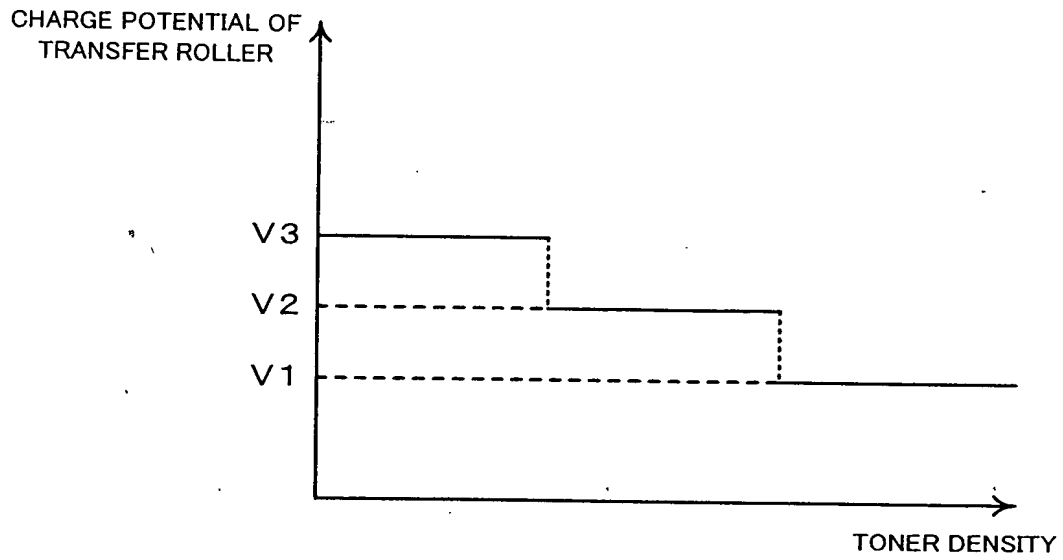 CHARGE POTENTIAL OF
TRANSFER ROLLER
V3
V2
V1
TONER DENSITY